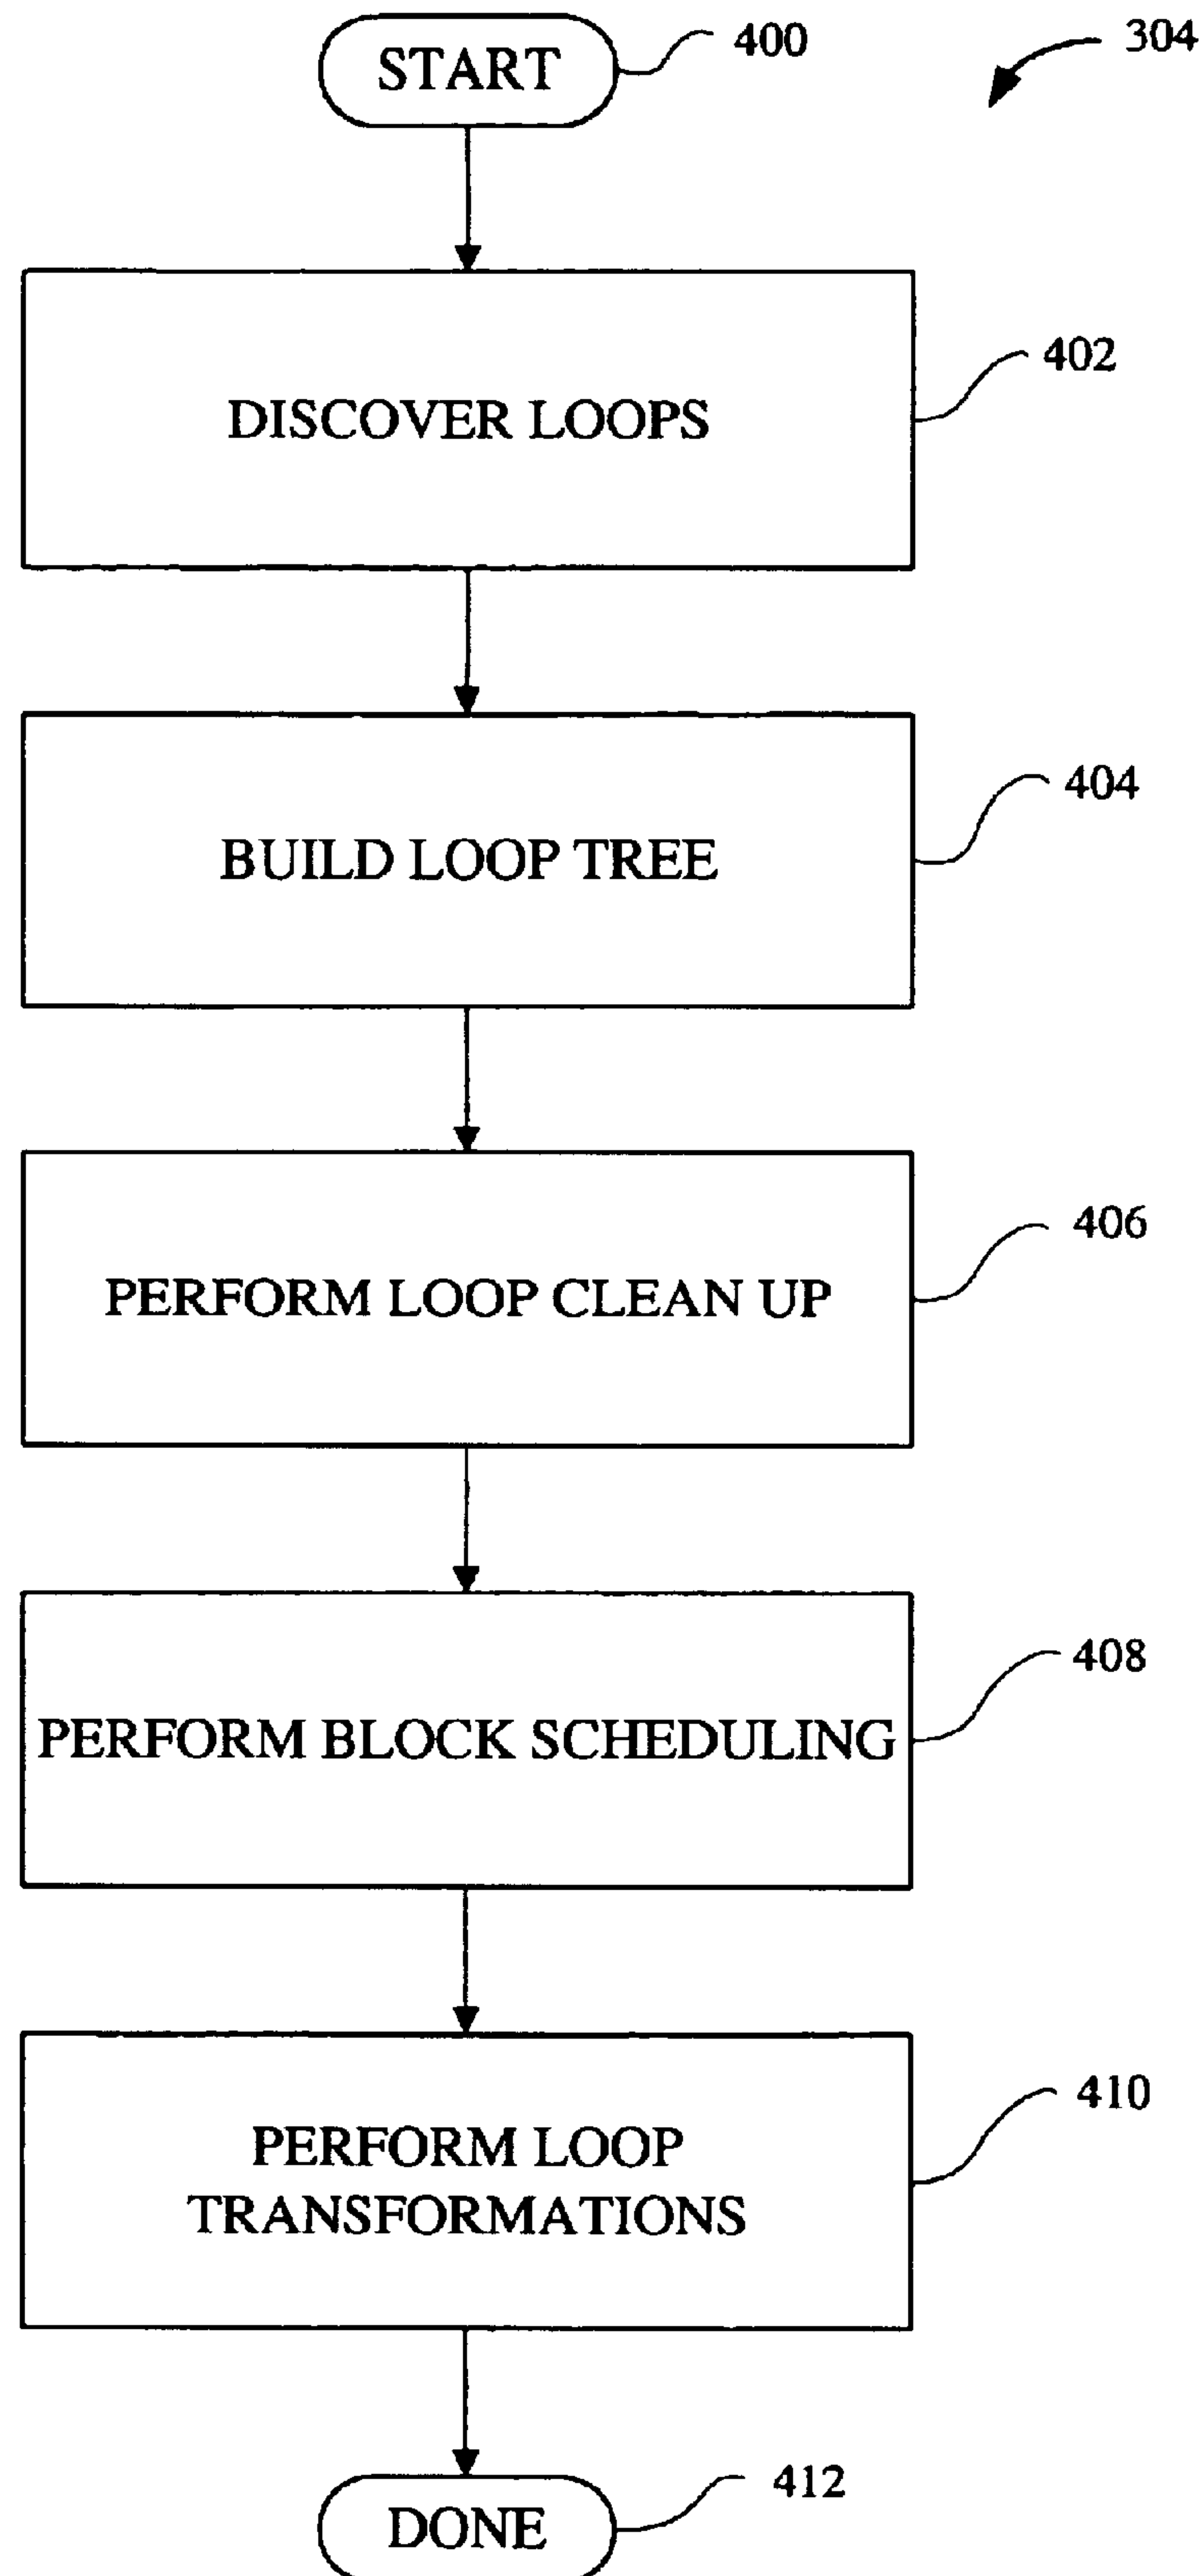 START
400
304
DISCOVER LOOPS
402
BUILD LOOP TREE
404
PERFORM LOOP CLEAN UP
406
PERFORM BLOCK SCHEDULING
408
PERFORM LOOP
TRANSFORMATIONS
410
DONE
412